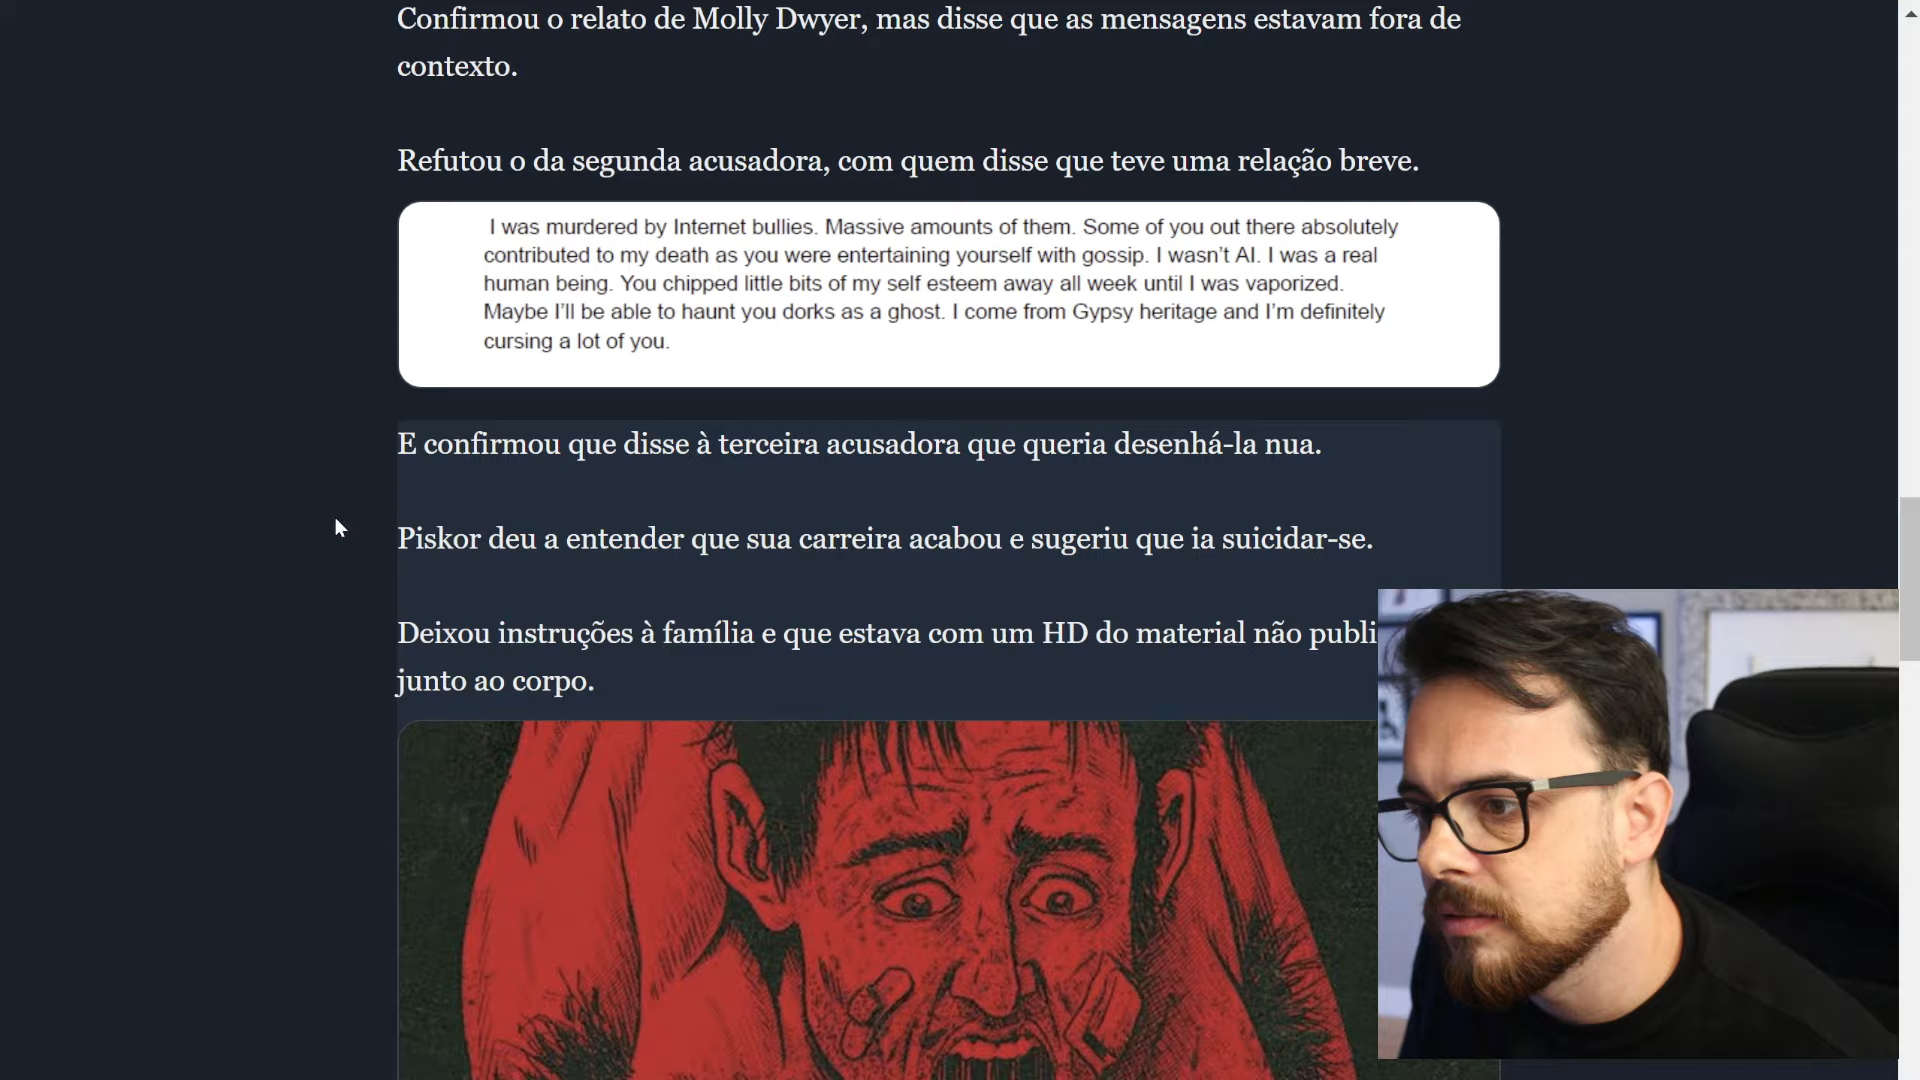 Confirmou o relato de Molly Dwyer, mas disse que as mensagens estavam fora de
contexto.
Refutou o da segunda acusadora, com quem disse que teve uma relação breve.
I was murdered by Internet bullies. Massive amounts of them. Some of you out there absolutely
contributed to my death as you were entertaining yourself with gossip. I wasn't AI. I was a real
human being. You chipped little bits of my self esteem away all week until I was vaporized.
Maybe I'll be able to haunt you dorks as a ghost. I come from Gypsy heritage and I'm definitely
cursing a lot of you.
E confirmou que disse à terceira acusadora que queria desenhá-la nua.
Piskor deu a entender que sua carreira acabou e sugeriu que ia suicidar-se.
Deixou instruções à família e que estava com um HD do material não publi
junto ao corpo.